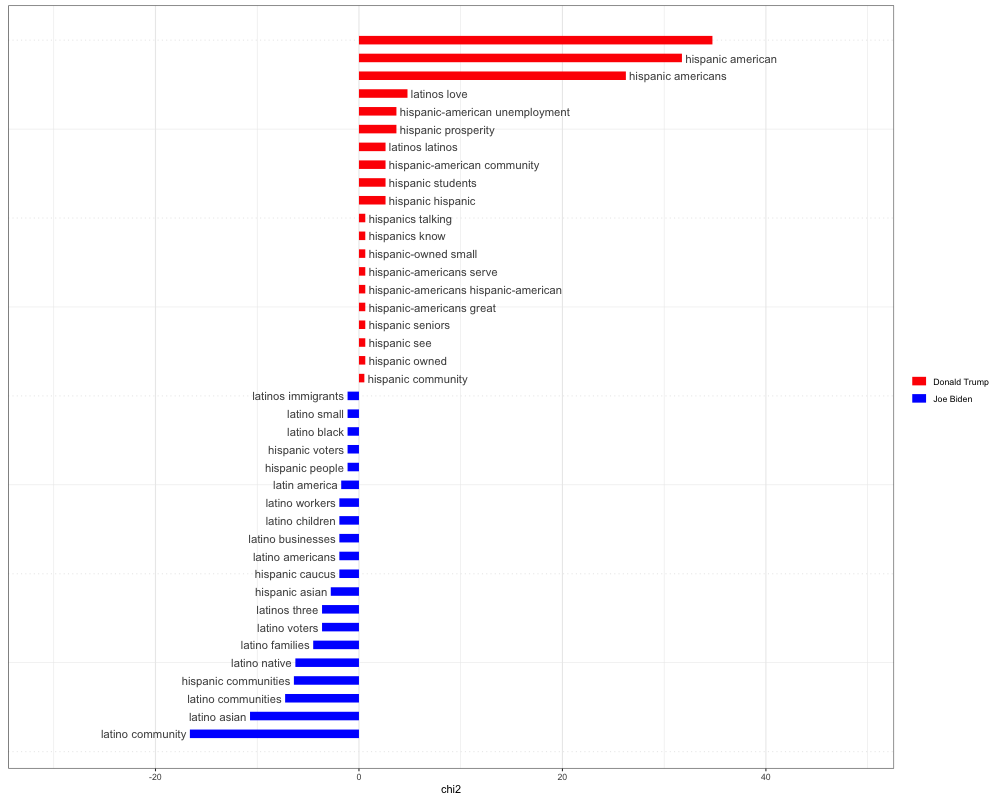 hispanic american
hispanic americans
latinos love
hispanic-american unemployment
hispanic prosperity
latinos latinos
hispanic-american community
hispanic students
hispanic hispanic
hispanics talking
hispanics know
hispanic-owned small
hispanic-americans serve
hispanic-americans hispanic-american
hispanic-americans great
hispanic seniors
hispanic see
hispanic owned
hispanic community
latinos immigrants
latino small
latino black
hispanic voters
hispanic people
latin america
latino workers
latino children
latino businesses
latino americans
hispanic caucus
hispanic asian
latinos three
latino voters
latino families
latino native
hispanic communities
latino communities
latino asian
latino community
-20 0 20 40
chi2
Donald Trump
Joe Biden